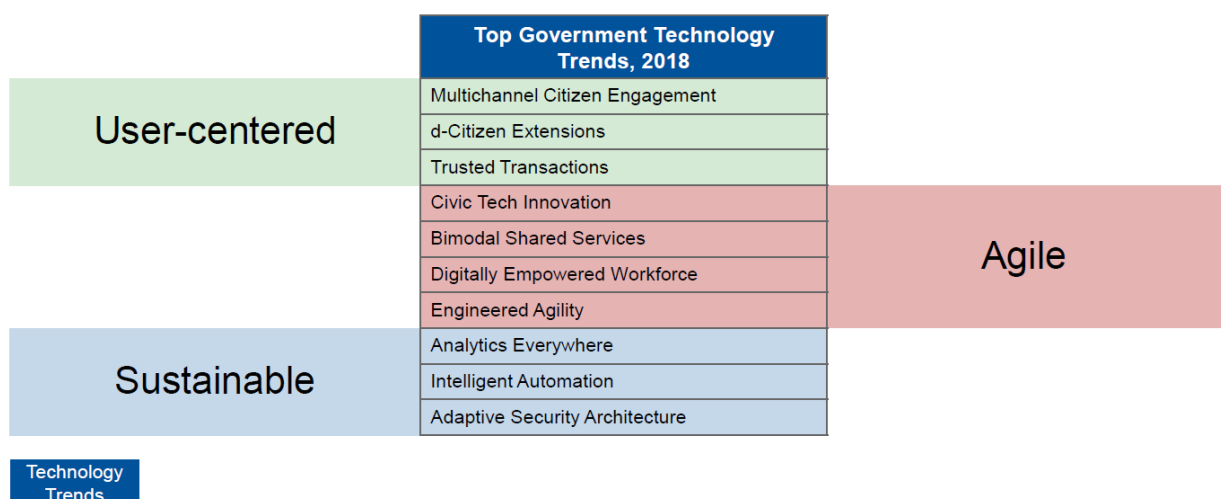 Top Government Technology
Trends, 2018
User-centered
Multichannel Citizen Engagement
d-Citizen Extensions
Trusted Transactions
Civic Tech Innovation
Bimodal Shared Services
Digitally Empowered Workforce
Engineered Agility
Agile
Sustainable
Analytics Everywhere
Intelligent Automation
Adaptive Security Architecture
Technology
Trends